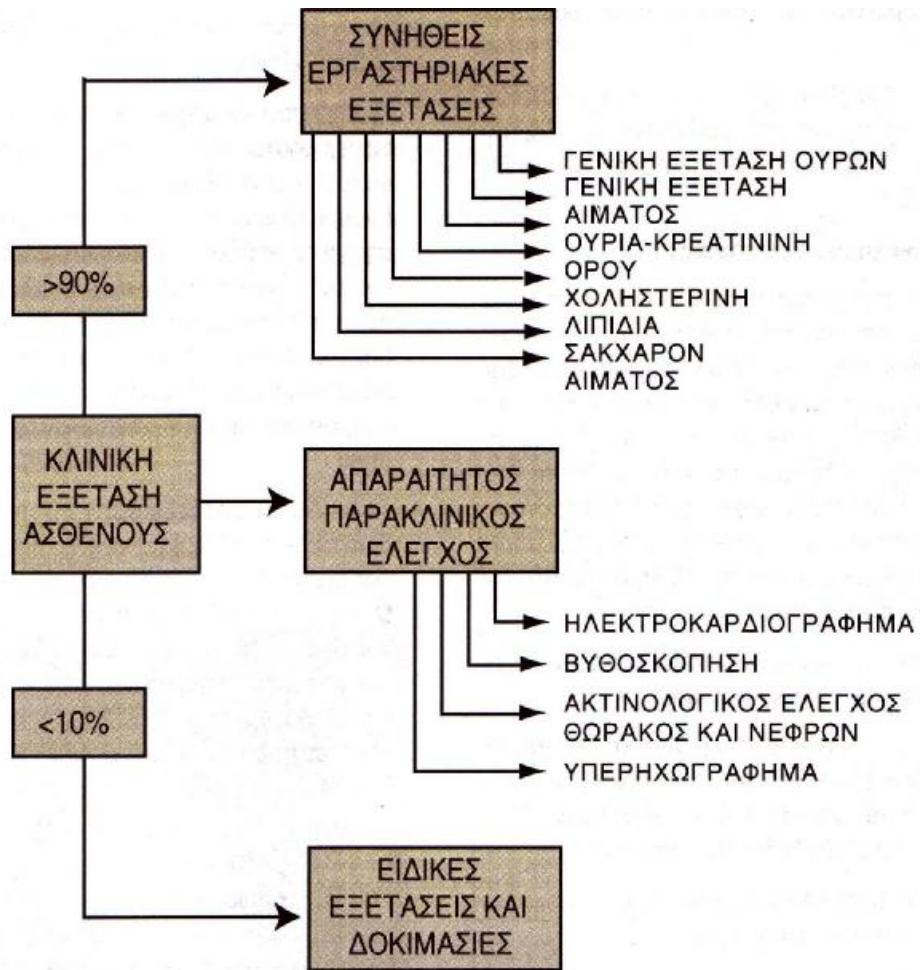 ΣΥΝΗΘΕΙΣ
ΕΡΓΑΣΤΗΡΙΑΚΕΣ
ΕΞΕΤΑΣΕΙΣ
ΓΕΝΙΚΗ ΕΞΕΤΑΣΗ ΟΥΡΩΝ
ΓΕΝΙΚΗ ΕΞΕΤΑΣΗ
ΑΙΜΑΤΟΣ
ΟΥΡΙΑ-ΚΡΕΑΤΙΝΙΝΗ
ΟΡΟΥ
ΧΟΛΗΣΤΕΡΙΝΗ
ΛΙΠΙΔΙΑ
ΣΑΚΧΑΡΟΝ
ΑΙΜΑΤΟΣ
>90%
ΚΛΙΝΙΚΗ
ΕΞΕΤΑΣΗ
ΑΣΘΕΝΟΥΣ
ΑΠΑΡΑΙΤΗΤΟΣ
ΠΑΡΑΚΛΙΝΙΚΟΣ
ΕΛΕΓΧΟΣ
ΗΛΕΚΤΡΟΚΑΡΔΙΟΓΡΑΦΗΜΑ
ΒΥΘΟΣΚΟΠΗΣΗ
ΑΚΤΙΝΟΛΟΓΙΚΟΣ ΕΛΕΓΧΟΣ
ΘΩΡΑΚΟΣ ΚΑΙ ΝΕΦΡΩΝ
ΥΠΕΡΗΧΩΓΡΑΦΗΜΑ
<10%
ΕΙΔΙΚΕΣ
ΕΞΕΤΑΣΕΙΣ ΚΑΙ
ΔΟΚΙΜΑΣΙΕΣ